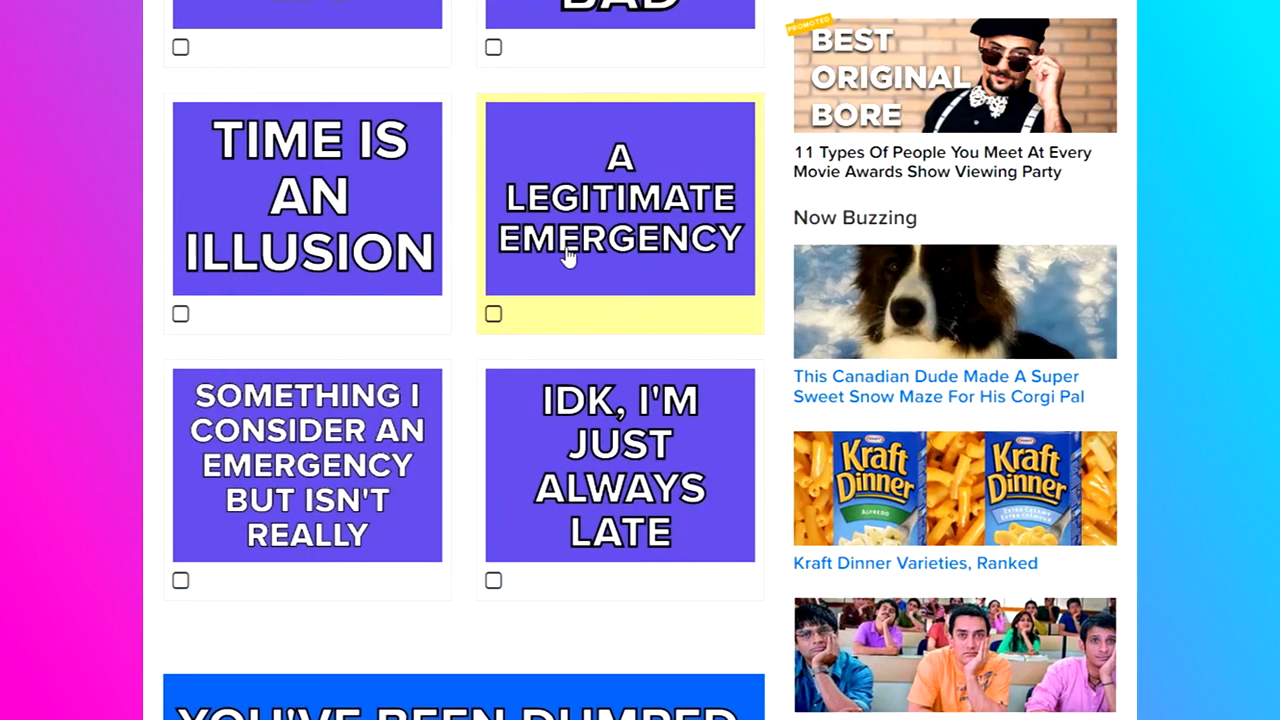 BAD
TIME IS
AN
ILLUSION
A
LEGITIMATE
EMERGENCY
SOMETHING I
CONSIDER AN
EMERGENCY
BUT ISN'T
REALLY
IDK, I'M
JUST
ALWAYS
LATE
YOU'VE BEEN DUMPED
PROMOTED
BEST
ORIGINAL
BORE
11 Types Of People You Meet At Every
Movie Awards Show Viewing Party
Now Buzzing
This Canadian Dude Made A Super
Sweet Snow Maze For His Corgi Pal
Kraft
Dinner
ALFREDO
Kraft
Dinner
EXTRA CREAMY
Kraft Dinner Varieties, Ranked